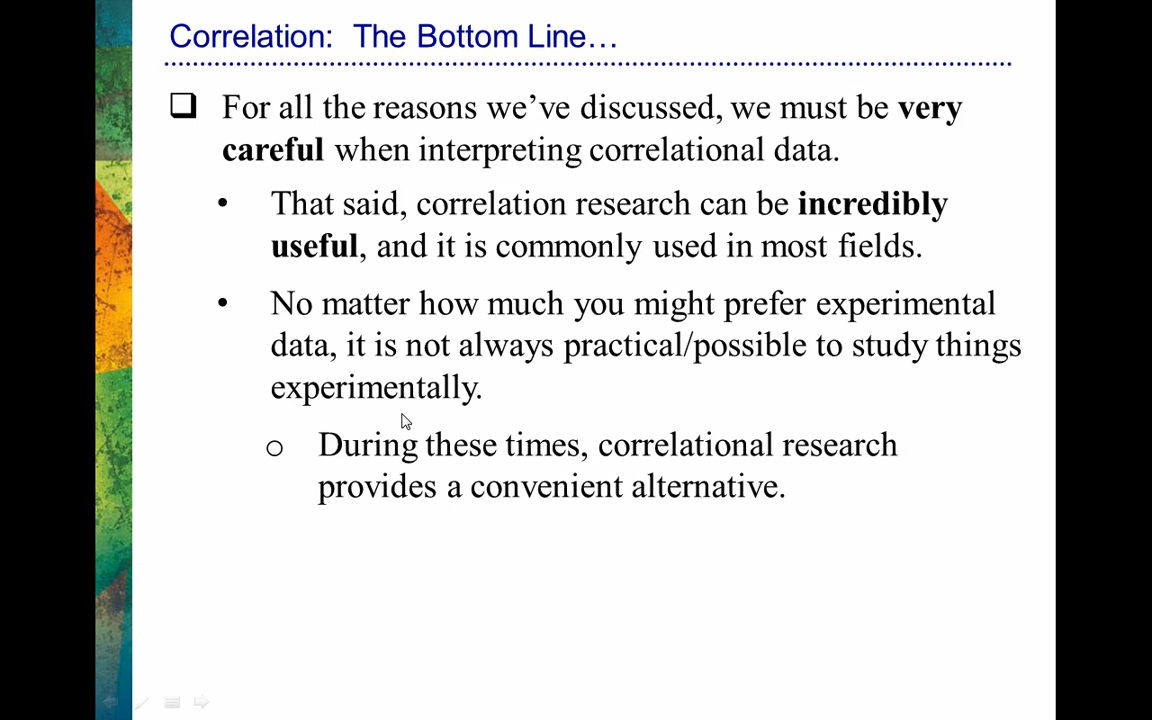 Correlation: The Bottom Line…
❑ For all the reasons we’ve discussed, we must be very
careful when interpreting correlational data.
• That said, correlation research can be incredibly
useful, and it is commonly used in most fields.
• No matter how much you might prefer experimental
data, it is not always practical/possible to study things
experimentally.
o During these times, correlational research
provides a convenient alternative.